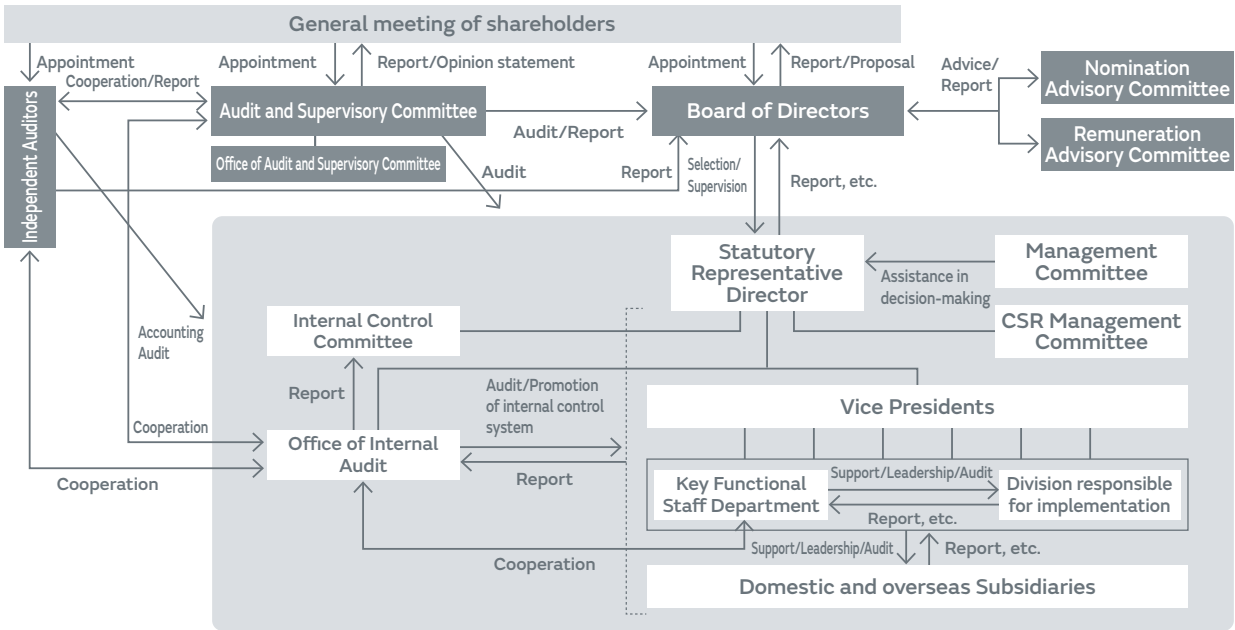 General meeting of shareholders
Appointment
Cooperation/Report
Appointment
Report/Opinion statement
Appointment
Report/Proposal
Advice/
Report
Nomination
Advisory Committee
Remuneration
Advisory Committee
Independent Auditors
Audit and Supervisory Committee
Office of Audit and Supervisory Committee
Audit/Report
Board of Directors
Audit
Report
Selection/
Supervision
Report, etc.
Statutory
Representative
Director
Assistance in
decision-making
Management
Committee
CSR Management
Committee
Accounting
Audit
Internal Control
Committee
Report
Audit/Promotion
of internal control
system
Cooperation
Office of Internal
Audit
Report
Cooperation
Vice Presidents
Key Functional
Staff Department
Support/Leadership/Audit
Report, etc.
Division responsible
for implementation
Cooperation
Support/Leadership/Audit
Report, etc.
Domestic and overseas Subsidiaries